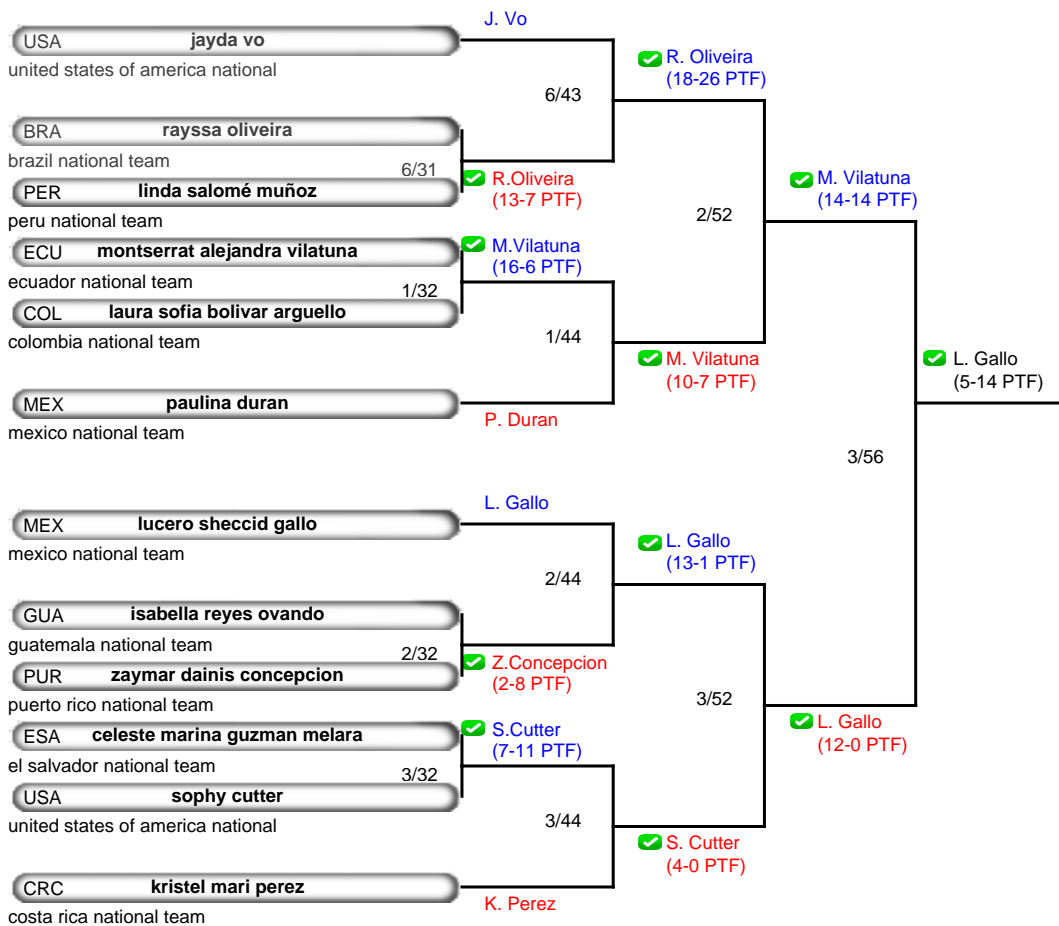 J. Vo
USA jayda vo
united states of america national
R. Oliveira
(18-26 PTF)
6/43
BRA rayssa oliveira
brazil national team
6/31
PER linda salomé muñoz
peru national team
R.Oliveira
(13-7 PTF)
M. Vilatuna
(14-14 PTF)
2/52
ECU montserrat alejandra vilatuna
ecuador national team
M.Vilatuna
(16-6 PTF)
1/32
COL laura sofia bolivar arguello
colombia national team
1/44
M. Vilatuna
(10-7 PTF)
L. Gallo
(5-14 PTF)
MEX paulina duran
mexico national team
P. Duran
3/56
L. Gallo
MEX lucero sheccid gallo
mexico national team
L. Gallo
(13-1 PTF)
2/44
GUA isabella reyes ovando
guatemala national team
2/32
PUR zaymar dainis concepcion
puerto rico national team
Z.Concepcion
(2-8 PTF)
3/52
L. Gallo
(12-0 PTF)
ESA celeste marina guzman melara
el salvador national team
S.Cutter
(7-11 PTF)
3/32
USA sophy cutter
united states of america national
3/44
S. Cutter
(4-0 PTF)
CRC kristel mari perez
costa rica national team
K. Perez